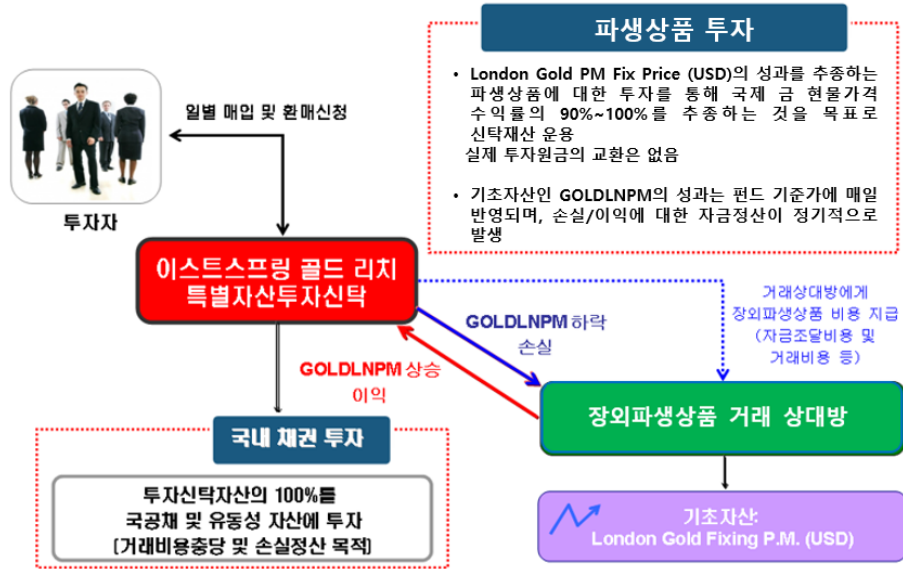 파생상품 투자
• London Gold PM Fix Price (USD)의 성과를 추종하는
파생상품에 대한 투자를 통해 국제 금 현물가격
수익률의 90%~100%를 추종하는 것을 목표로
신탁재산 운용
실제 투자원금의 교환은 없음
• 기초자산인 GOLDLNPM의 성과는 펀드 기준가에 매일
반영되며, 손실/이익에 대한 자금정산이 정기적으로
발생
일별 매입 및 환매신청
투자자
이스트스프링 골드 리치
특별자산투자신탁
거래상대방에게
장외파생상품 비용 지급
(자금조달비용 및
거래비용 등)
GOLDLNPM 하락
손실
GOLDLNPM 상승
이익
장외파생상품 거래 상대방
국내 채권 투자
투자신탁자산의 100%를
국공채 및 유동성 자산에 투자
(거래비용충당 및 손실정산 목적)
기초자산:
London Gold Fixing P.M. (USD)